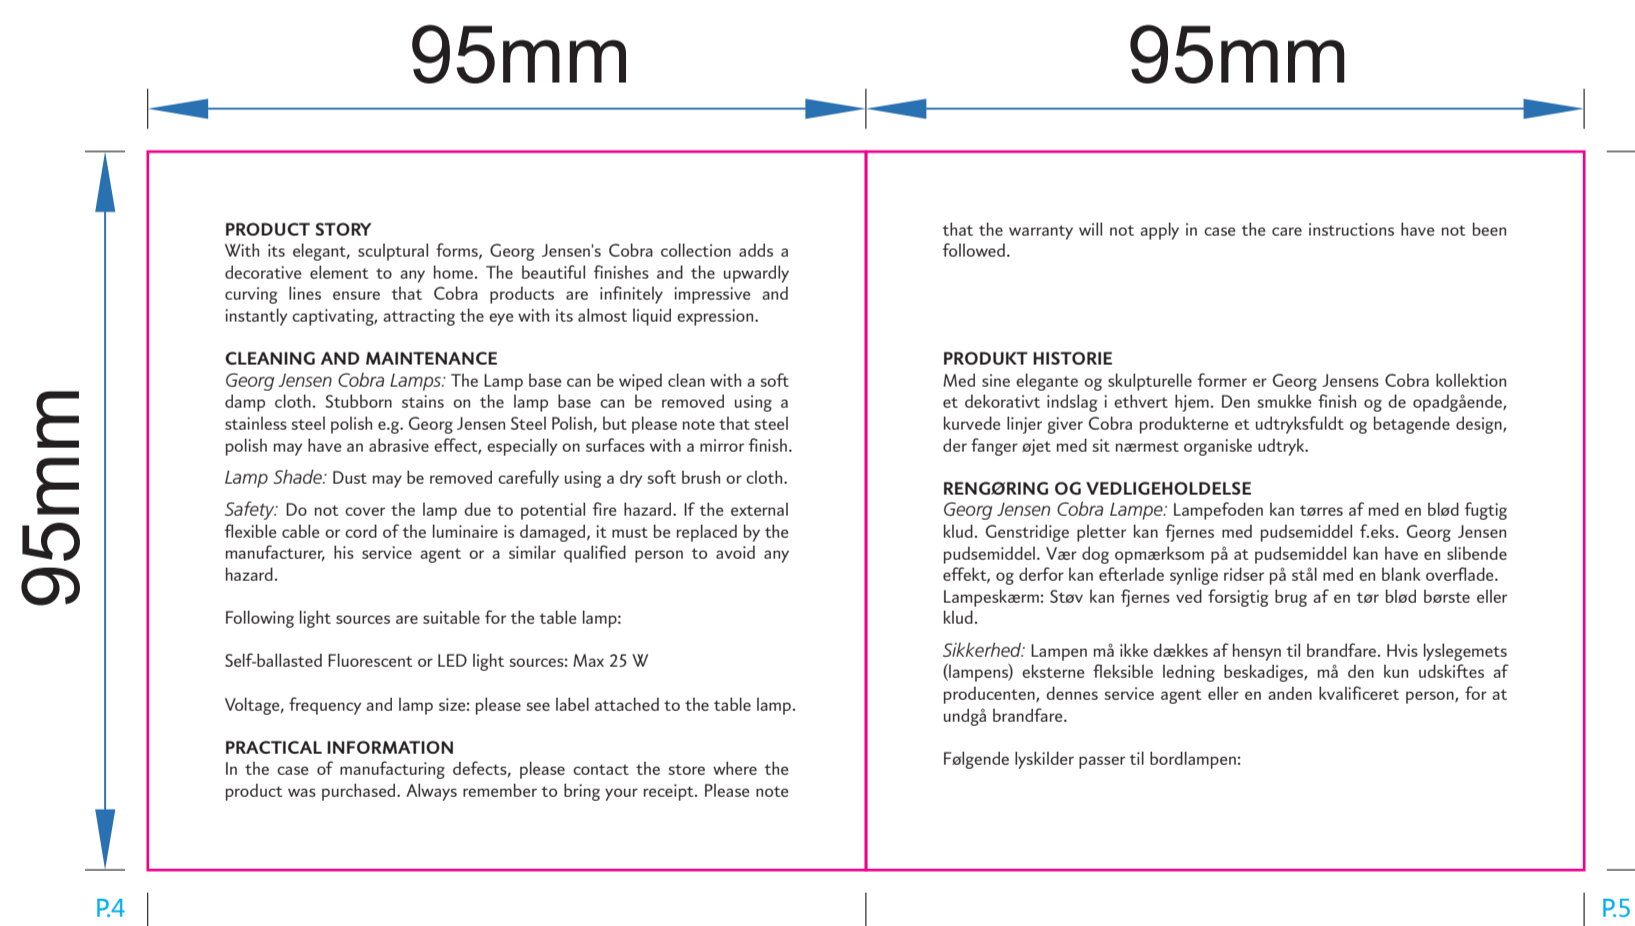 95mm
95mm
95mm
PRODUCT STORY
With its elegant, sculptural forms, Georg Jensen's Cobra collection adds a
decorative element to any home. The beautiful finishes and the upwardly
curving lines ensure that Cobra products are infinitely impressive and
instantly captivating, attracting the eye with its almost liquid expression.
CLEANING AND MAINTENANCE
Georg Jensen Cobra Lamps: The Lamp base can be wiped clean with a soft
damp cloth. Stubborn stains on the lamp base can be removed using a
stainless steel polish e.g. Georg Jensen Steel Polish, but please note that steel
polish may have an abrasive effect, especially on surfaces with a mirror finish.
Lamp Shade: Dust may be removed carefully using a dry soft brush or cloth.
Safety: Do not cover the lamp due to potential fire hazard. If the external
flexible cable or cord of the luminaire is damaged, it must be replaced by the
manufacturer, his service agent or a similar qualified person to avoid any
hazard.
Following light sources are suitable for the table lamp:
Self-ballasted Fluorescent or LED light sources: Max 25 W
Voltage, frequency and lamp size: please see label attached to the table lamp.
PRACTICAL INFORMATION
In the case of manufacturing defects, please contact the store where the
product was purchased. Always remember to bring your receipt. Please note
that the warranty will not apply in case the care instructions have not been
followed.
PRODUKT HISTORIE
Med sine elegante og skulpturelle former er Georg Jensens Cobra kollektion
et dekorativt indslag i ethvert hjem. Den smukke finish og de opadgående,
kurvede linjer giver Cobra produkterne et udtryksfuldt og betagende design,
der fanger øjet med sit nærmest organiske udtryk.
RENGØRING OG VEDLIGEHOLDELSE
Georg Jensen Cobra Lampe: Lampefoden kan tørres af med en blød fugtig
klud. Genstridige pletter kan fjernes med pudsemiddel f.eks. Georg Jensen
pudsemiddel. Vær dog opmærksom på at pudsemiddel kan have en slibende
effekt, og derfor kan efterlade synlige ridser på stål med en blank overflade.
Lampeskærm: Støv kan fjernes ved forsigtig brug af en tør blød børste eller
klud.
Sikkerhed: Lampen må ikke dækkes af hensyn til brandfare. Hvis lyslegemets
(lampens) eksterne fleksible ledning beskadiges, må den kun udskiftes af
producenten, dennes service agent eller en anden kvalificeret person, for at
undgå brandfare.
Følgende lyskilder passer til bordlampen:
P.4
P.5